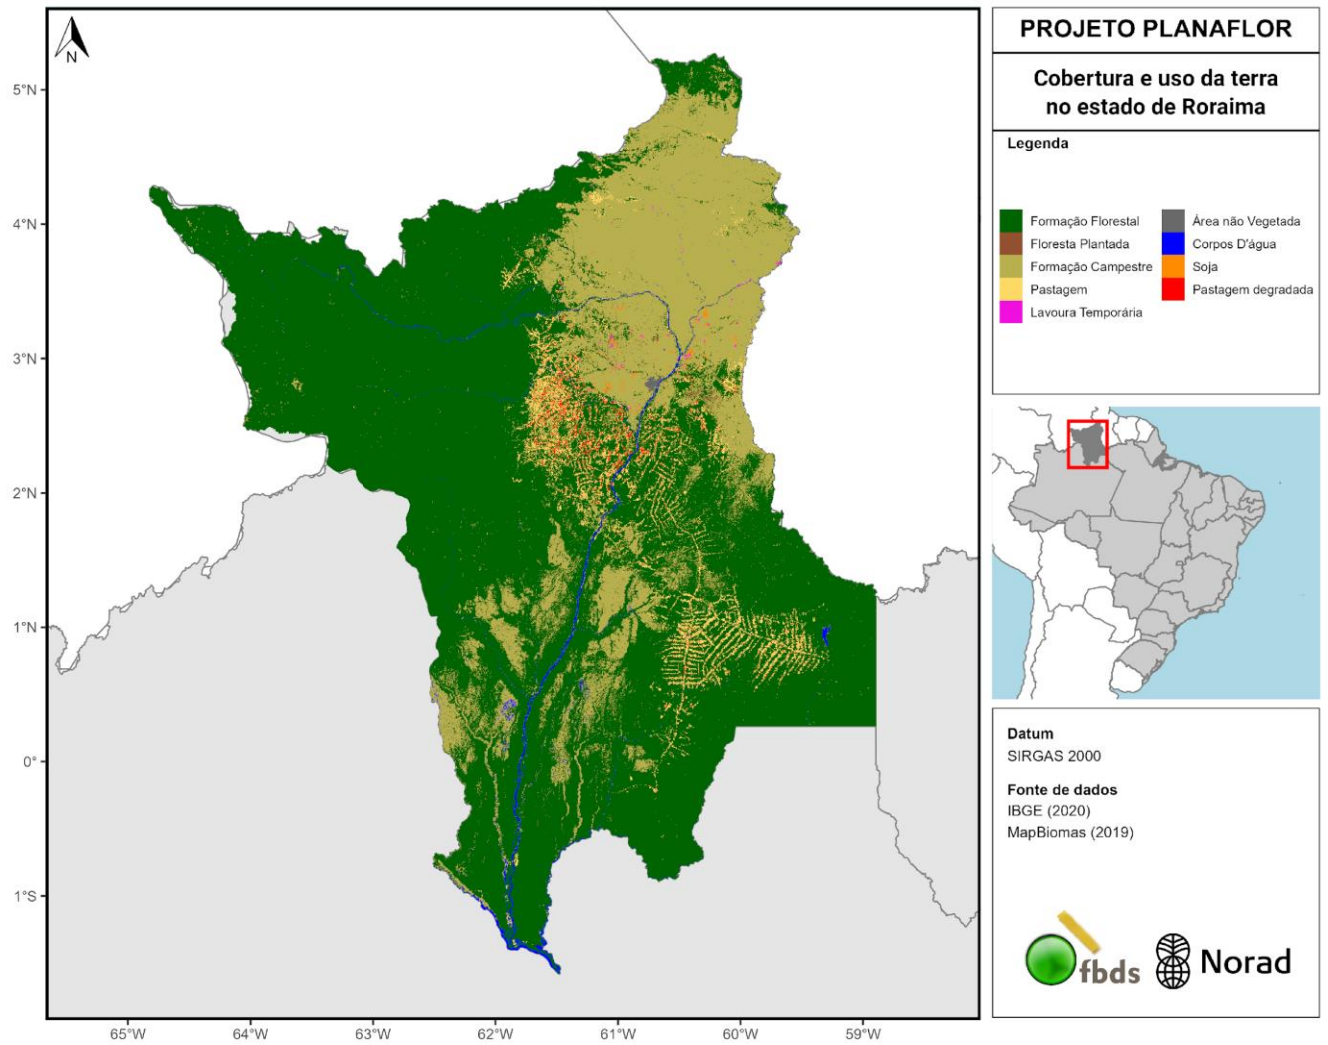 PROJETO PLANAFLOR
Cobertura e uso da terra
no estado de Roraima
Legenda
Formação Florestal
Floresta Plantada
Formação Campestre
Pastagem
Lavoura Temporária
Área não Vegetada
Corpos D'água
Soja
Pastagem degradada
N
5°N
4°N
3°N
2°N
1°N
0°
1°S
65°W
64°W
63°W
62°W
61°W
60°W
59°W
Datum
SIRGAS 2000
Fonte de dados
IBGE (2020)
MapBiomas (2019)
fbds
Norad